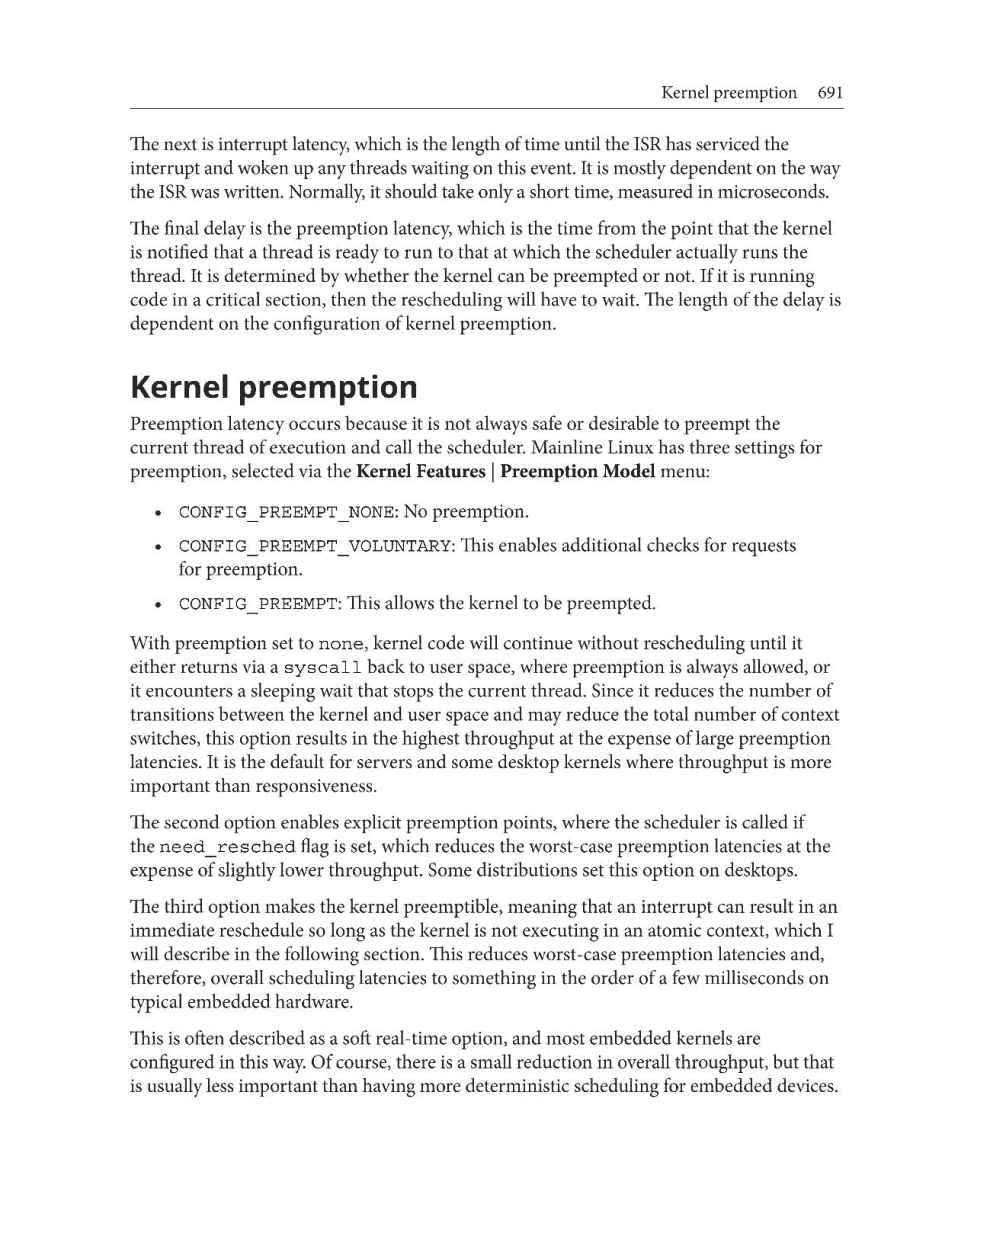 Kernel preemption 691
The next is interrupt latency, which is the length of time until the ISR has serviced the
interrupt and woken up any threads waiting on this event. It is mostly dependent on the way
the ISR was written. Normally, it should take only a short time, measured in microseconds.
The final delay is the preemption latency, which is the time from the point that the kernel
is notified that a thread is ready to run to that at which the scheduler actually runs the
thread. It is determined by whether the kernel can be preempted or not. If it is running
code in a critical section, then the rescheduling will have to wait. The length of the delay is
dependent on the configuration of kernel preemption.
Kernel preemption
Preemption latency occurs because it is not always safe or desirable to preempt the
current thread of execution and call the scheduler. Mainline Linux has three settings for
preemption, selected via the Kernel Features | Preemption Model menu:
• CONFIG_PREEMPT_NONE: No preemption.
• CONFIG_PREEMPT_VOLUNTARY: This enables additional checks for requests
for preemption.
• CONFIG_PREEMPT: This allows the kernel to be preempted.
With preemption set to none, kernel code will continue without rescheduling until it
either returns via a syscall back to user space, where preemption is always allowed, or
it encounters a sleeping wait that stops the current thread. Since it reduces the number of
transitions between the kernel and user space and may reduce the total number of context
switches, this option results in the highest throughput at the expense of large preemption
latencies. It is the default for servers and some desktop kernels where throughput is more
important than responsiveness.
The second option enables explicit preemption points, where the scheduler is called if
the need_resched flag is set, which reduces the worst-case preemption latencies at the
expense of slightly lower throughput. Some distributions set this option on desktops.
The third option makes the kernel preemptible, meaning that an interrupt can result in an
immediate reschedule so long as the kernel is not executing in an atomic context, which I
will describe in the following section. This reduces worst-case preemption latencies and,
therefore, overall scheduling latencies to something in the order of a few milliseconds on
typical embedded hardware.
This is often described as a soft real-time option, and most embedded kernels are
configured in this way. Of course, there is a small reduction in overall throughput, but that
is usually less important than having more deterministic scheduling for embedded devices.